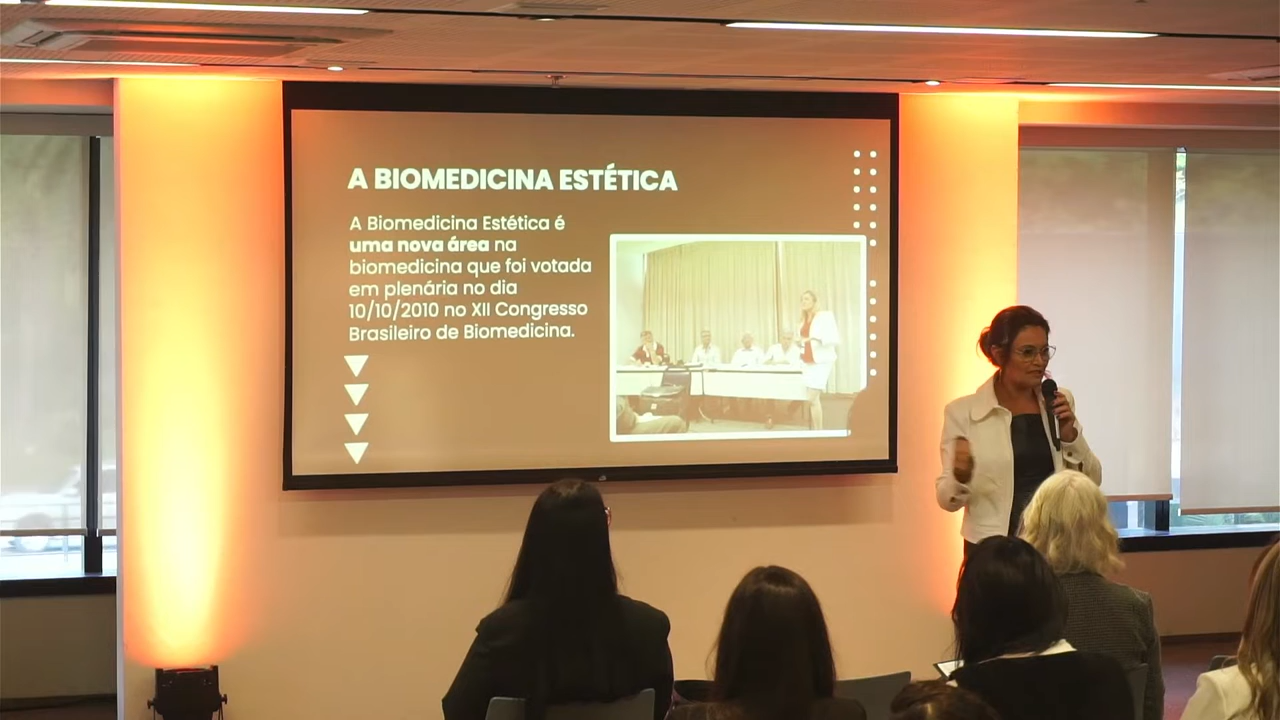 A BIOMEDICINA ESTÉTICA
A Biomedicina Estética é
uma nova área na
biomedicina que foi votada
em plenária no dia
10/10/2010 no XII Congresso
Brasileiro de Biomedicina.